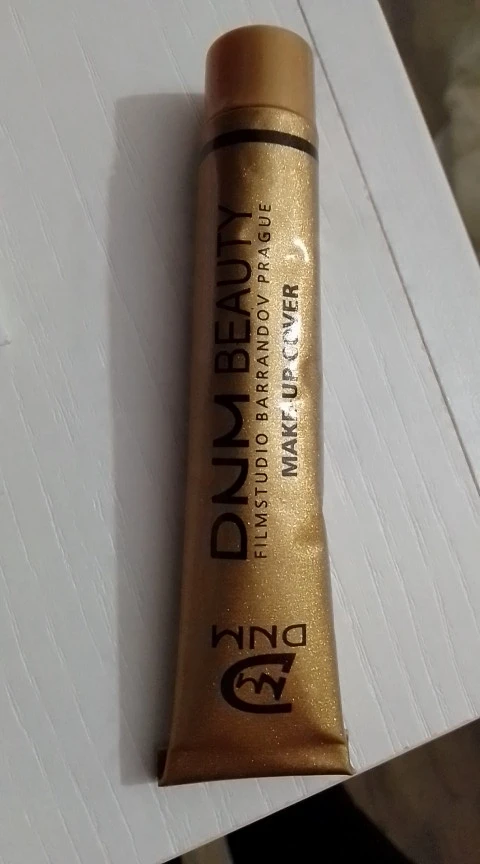 DNM BEAUTY
FILMSTUDIO BARRANDOV PRAGUE
MAKE-UP COVER
DNM